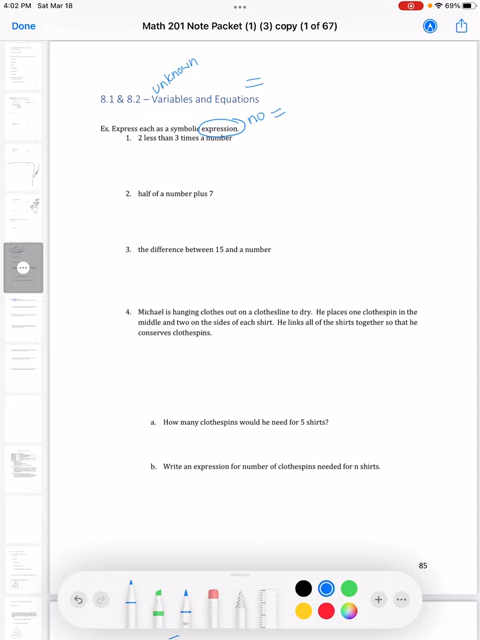 4:02 PM Sat Mar 18
69%
Done
Math 201 Note Packet (1) (3) copy (1 of 67)
unknown
=
8.1 & 8.2 – Variables and Equations
no =
Ex. Express each as a symbolic expression.
1. 2 less than 3 times a number
2. half of a number plus 7
3. the difference between 15 and a number
4. Michael is hanging clothes out on a clothesline to dry. He places one clothespin in the
middle and two on the sides of each shirt. He links all of the shirts together so that he
conserves clothespins.
a. How many clothespins would he need for 5 shirts?
b. Write an expression for number of clothespins needed for n shirts.
85